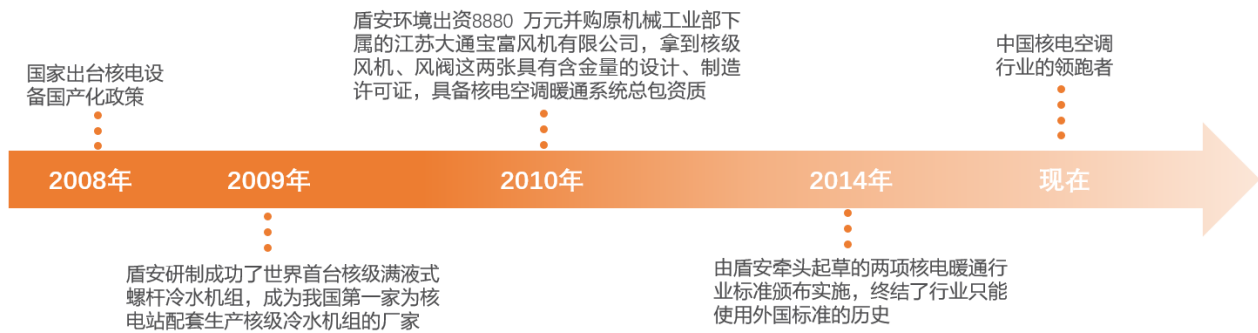 盾安环境出资8880 万元并购原机械工业部下
属的江苏大通宝富风机有限公司，拿到核级
风机、风阀这两张具有含金量的设计、制造
许可证，具备核电空调暖通系统总包资质
国家出台核电设
备国产化政策
中国核电空调
行业的领跑者
2008年
2009年
2010年
2014年
现在
盾安研制成功了世界首台核级满液式
螺杆冷水机组，成为我国第一家为核
电站配套生产核级冷水机组的厂家
由盾安牵头起草的两项核电暖通行
业标准颁布实施，终结了行业只能
使用外国标准的历史